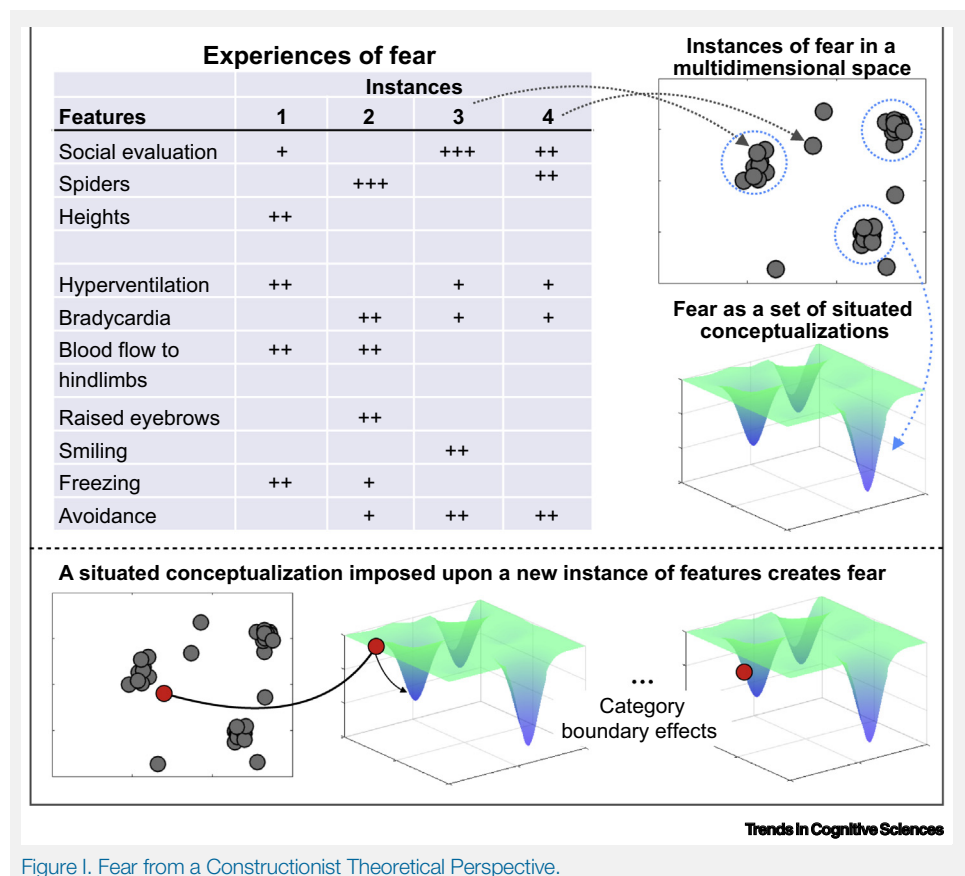 Experiences of fear
Instances
Features 1 2 3 4
Social evaluation + +++ ++
Spiders +++ ++
Heights ++
Hyperventilation ++ + +
Bradycardia ++ + +
Blood flow to ++ ++
hindlimbs
Raised eyebrows ++
Smiling ++
Freezing ++ +
Avoidance + ++ ++
Instances of fear in a
multidimensional space
Fear as a set of situated
conceptualizations
A situated conceptualization imposed upon a new instance of features creates fear
...
Category
boundary effects
Trends in Cognitive Sciences
Figure I. Fear from a Constructionist Theoretical Perspective.